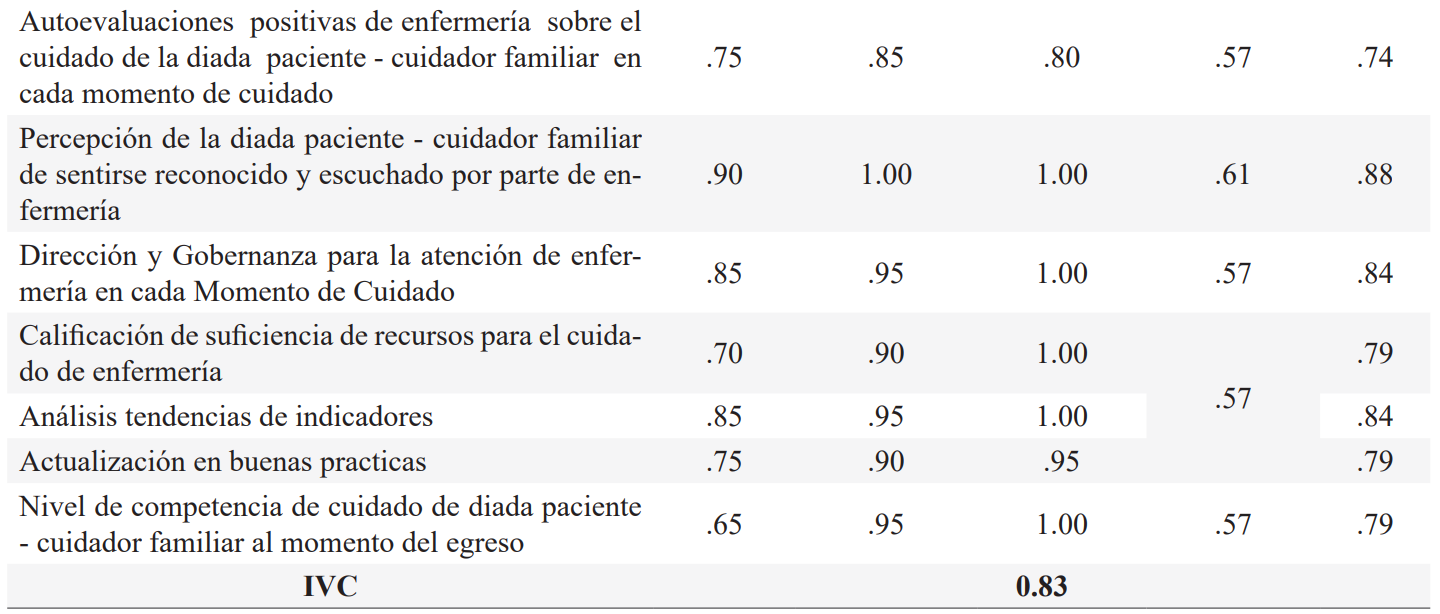 Autoevaluaciones positivas de enfermería sobre el
cuidado de la diada paciente - cuidador familiar en
cada momento de cuidado
.75 .85 .80 .57 .74
Percepción de la diada paciente - cuidador familiar
de sentirse reconocido y escuchado por parte de en-
fermería
.90 1.00 1.00 .61 .88
Dirección y Gobernanza para la atención de enfer-
mería en cada Momento de Cuidado
.85 .95 1.00 .57 .84
Calificación de suficiencia de recursos para el cuida-
do de enfermería
.70 .90 1.00 .79
.57
Análisis tendencias de indicadores .85 .95 1.00 .84
Actualización en buenas practicas .75 .90 .95 .79
Nivel de competencia de cuidado de diada paciente
- cuidador familiar al momento del egreso
.65 .95 1.00 .57 .79
IVC 0.83